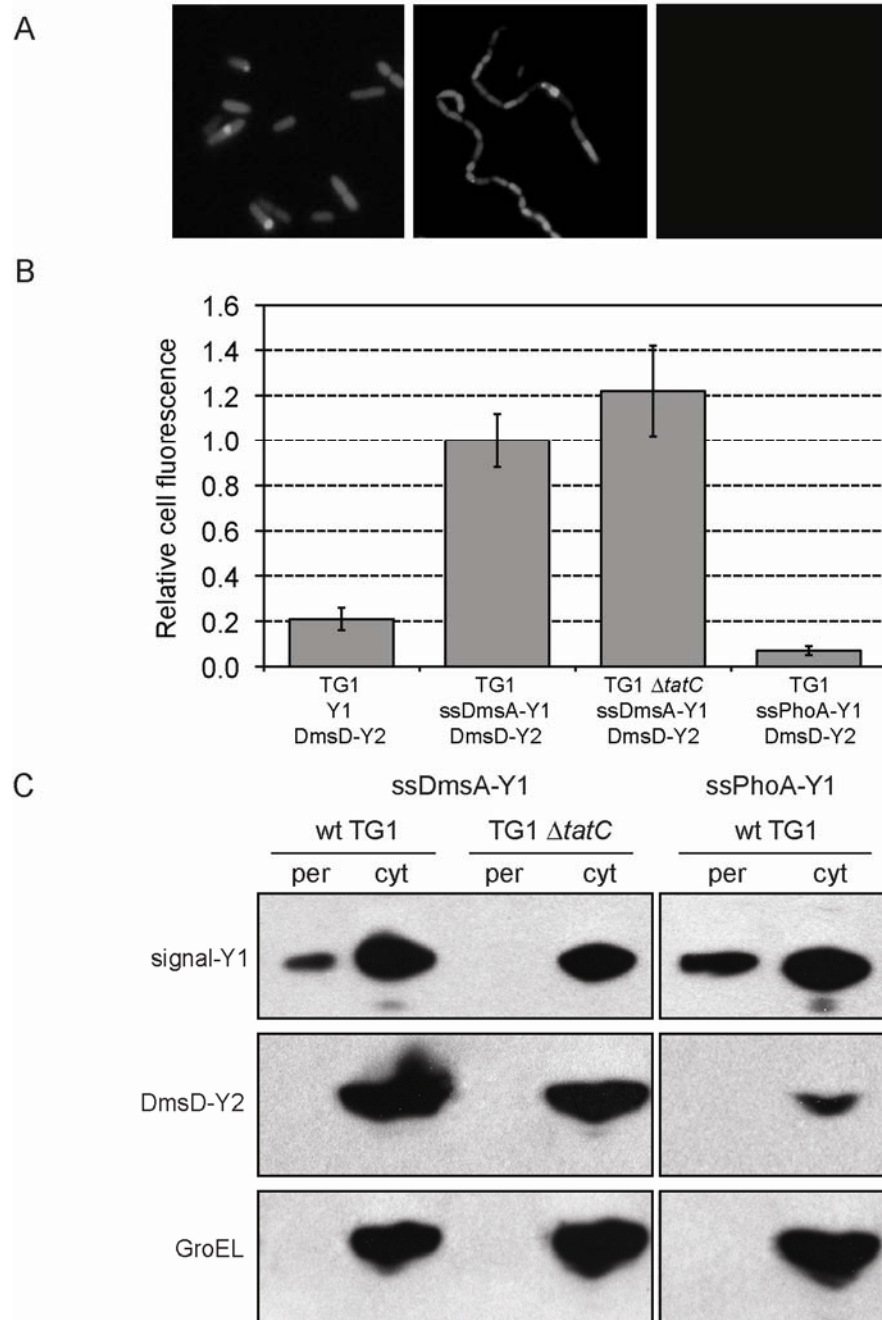 A
B
Relative cell fluorescence
1.6
1.4
1.2
1.0
0.8
0.6
0.4
0.2
0.0
TG1
Y1
DmsD-Y2
TG1
ssDmsA-Y1
DmsD-Y2
TG1 ΔtatC
ssDmsA-Y1
DmsD-Y2
TG1
ssPhoA-Y1
DmsD-Y2
C
ssDmsA-Y1 ssPhoA-Y1
wt TG1 TG1 ΔtatC wt TG1
per cyt per cyt per cyt
signal-Y1
DmsD-Y2
GroEL